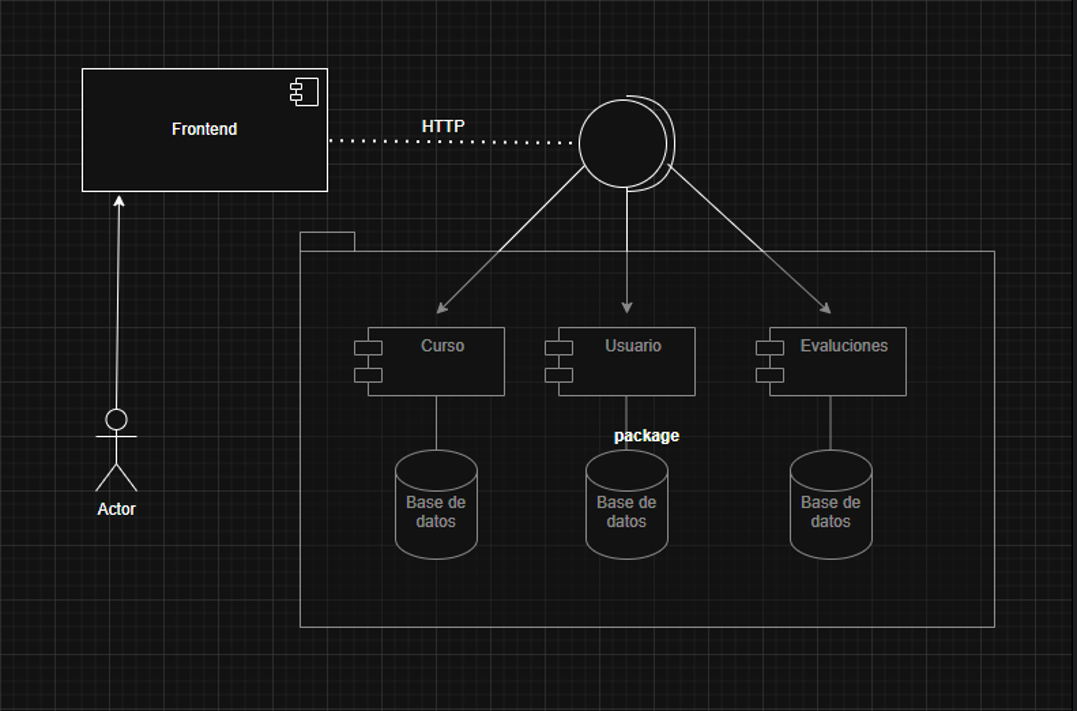 Frontend
HTTP
Curso
Usuario
Evaluciones
package
Base de
datos
Base de
datos
Base de
datos
Actor